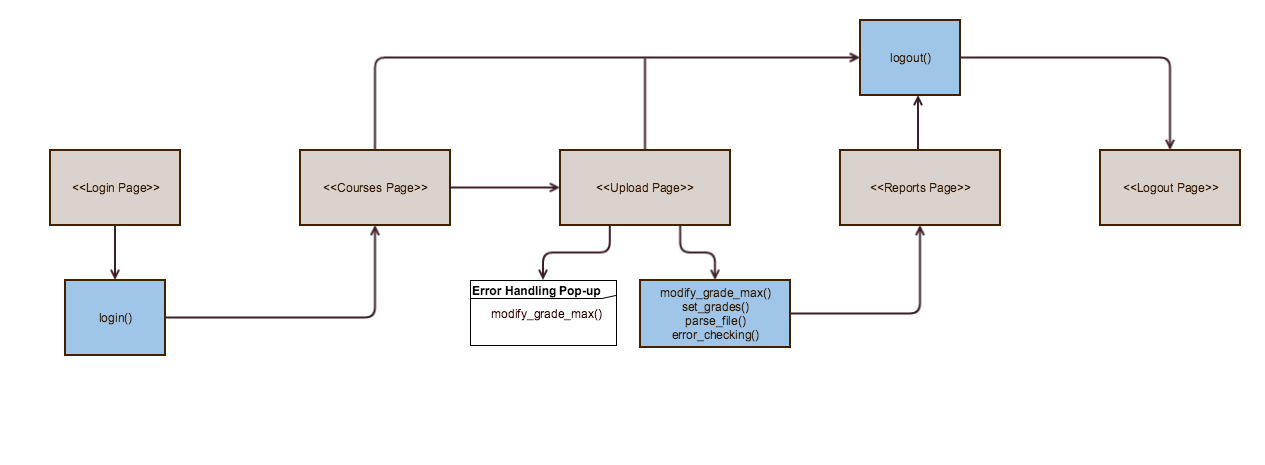 logout()
<<Login Page>>
<<Courses Page>>
<<Upload Page>>
<<Reports Page>>
<<Logout Page>>
login()
Error Handling Pop-up
modify_grade_max()
modify_grade_max()
set_grades()
parse_file()
error_checking()